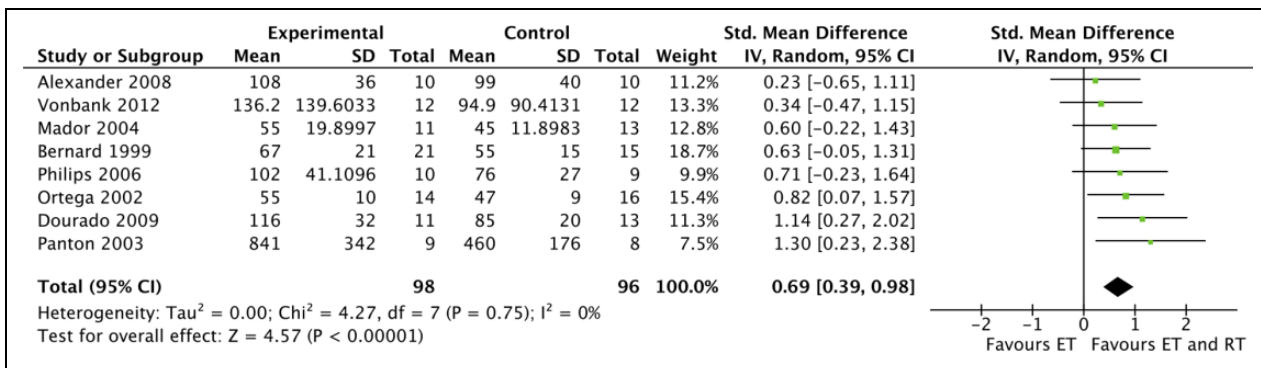 Experimental Control Std. Mean Difference Std. Mean Difference
Study or Subgroup Mean SD Total Mean SD Total Weight IV, Random, 95% CI IV, Random, 95% CI
Alexander 2008 108 36 10 99 40 10 11.2% 0.23 [-0.65, 1.11]
Vonbank 2012 136.2 139.6033 12 94.9 90.4131 12 13.3% 0.34 [-0.47, 1.15]
Mador 2004 55 19.8997 11 45 11.8983 13 12.8% 0.60 [-0.22, 1.43]
Bernard 1999 67 21 21 55 15 15 18.7% 0.63 [-0.05, 1.31]
Philips 2006 102 41.1096 10 76 27 9 9.9% 0.71 [-0.23, 1.64]
Ortega 2002 55 10 14 47 9 16 15.4% 0.82 [0.07, 1.57]
Dourado 2009 116 32 11 85 20 13 11.3% 1.14 [0.27, 2.02]
Panton 2003 841 342 9 460 176 8 7.5% 1.30 [0.23, 2.38]
Total (95% CI) 98 96 100.0% 0.69 [0.39, 0.98]
Heterogeneity: Tau² = 0.00; Chi² = 4.27, df = 7 (P = 0.75); I² = 0%
Test for overall effect: Z = 4.57 (P < 0.00001)
-2 -1 0 1 2
Favours ET Favours ET and RT